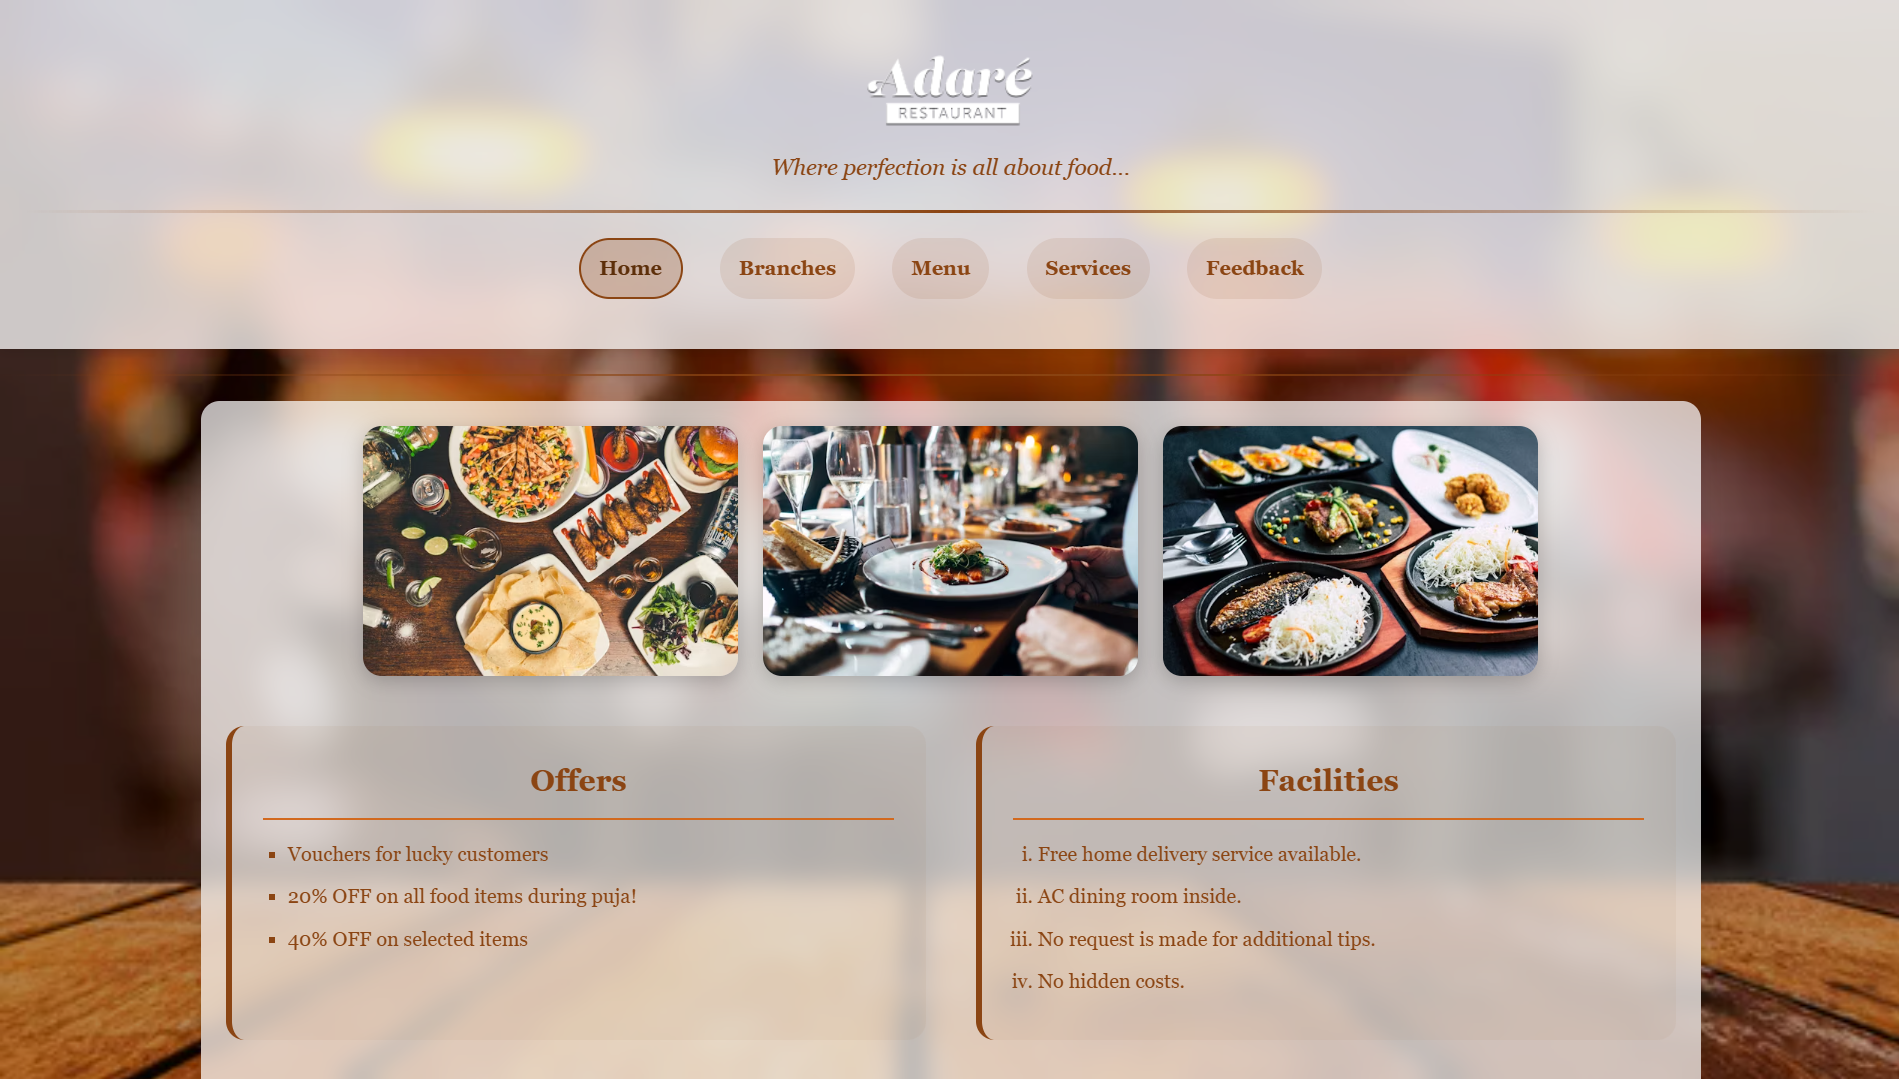 Adaré
RESTAURANT
Where perfection is all about food...
Home
Branches
Menu
Services
Feedback
Offers
▪ Vouchers for lucky customers
▪ 20% OFF on all food items during puja!
▪ 40% OFF on selected items
Facilities
i. Free home delivery service available.
ii. AC dining room inside.
iii. No request is made for additional tips.
iv. No hidden costs.